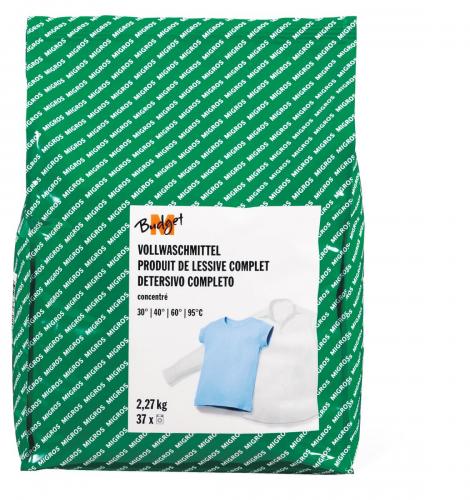 M Budget
VOLLWASCHMITTEL
PRODUIT DE LESSIVE COMPLET
DETERSIVO COMPLETO
concentré
30° | 40° | 60° | 95°C
2,27 kg
37 x
MIGROS